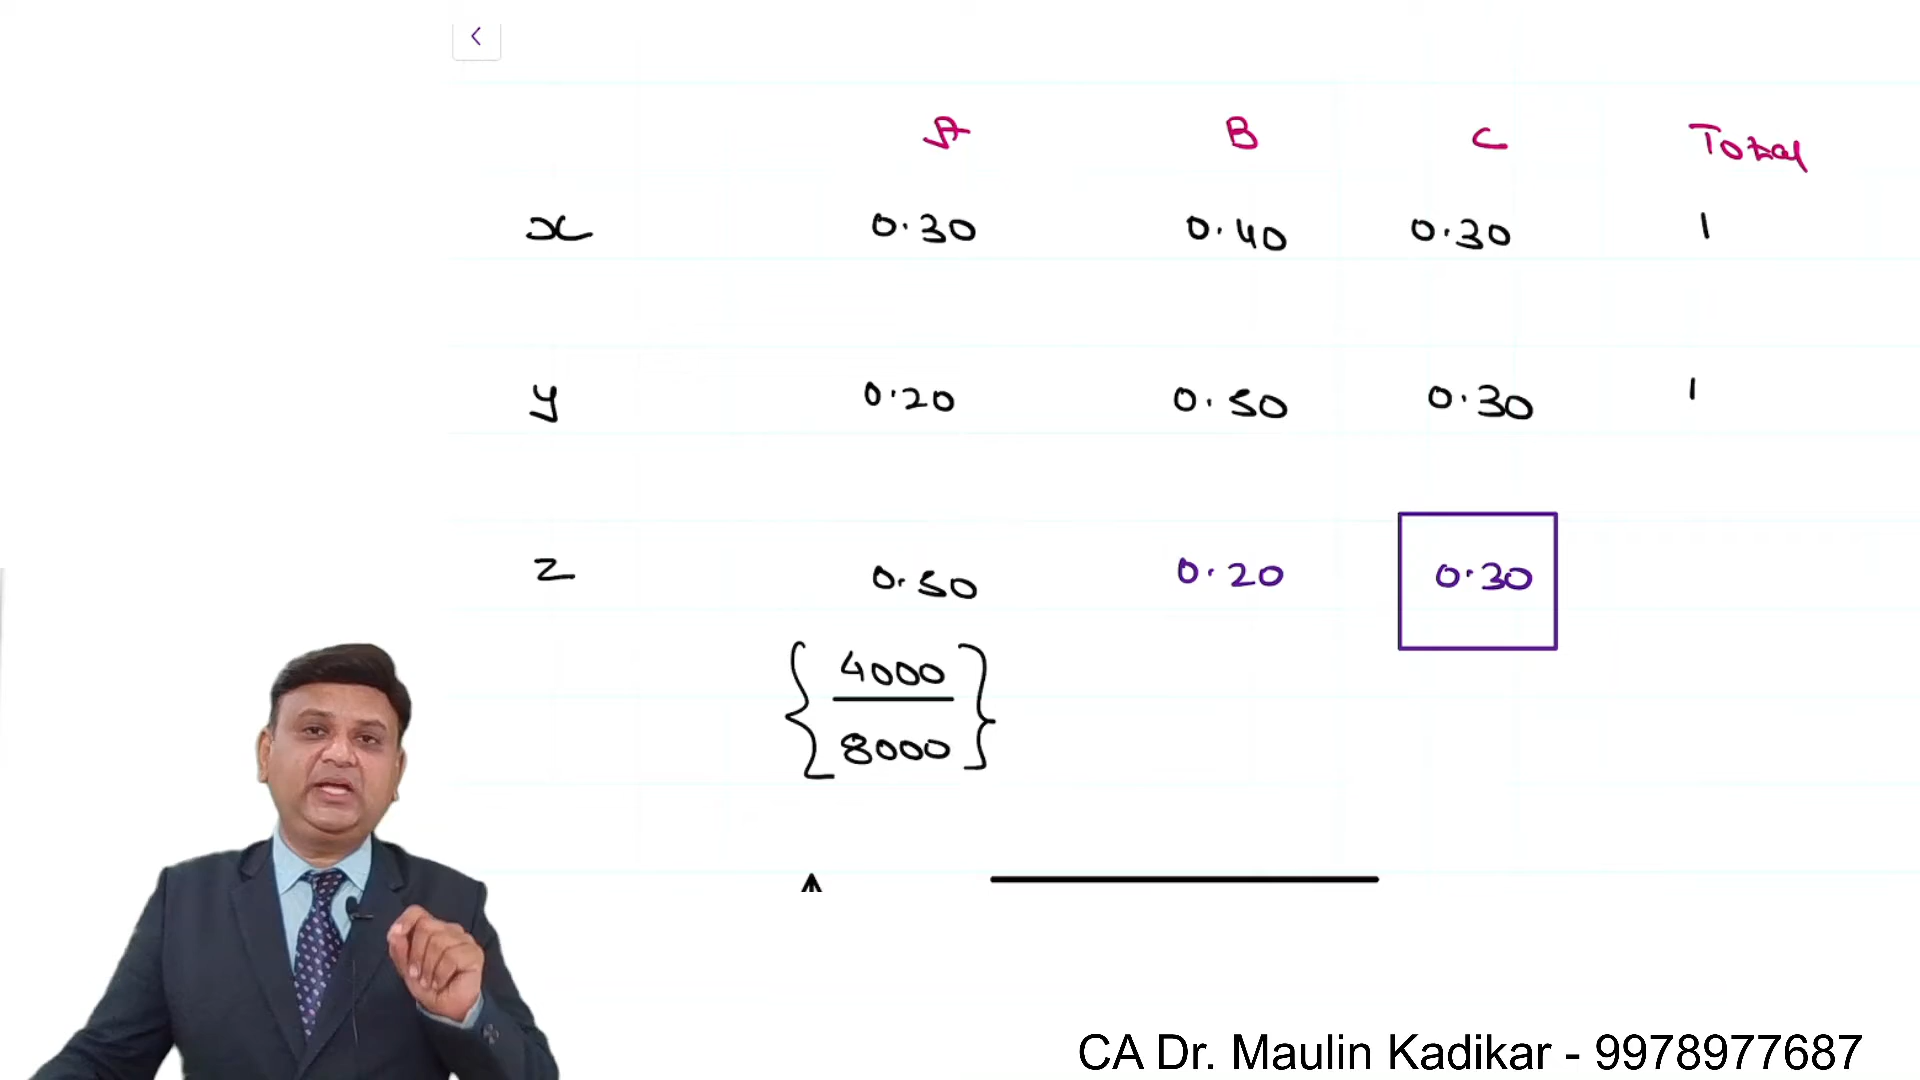 A B C Total
x 0.30 0.40 0.30 1
y 0.20 0.50 0.30 1
z 0.50 0.20 0.30
{4000
8000}
CA Dr. Maulin Kadikar - 9978977687